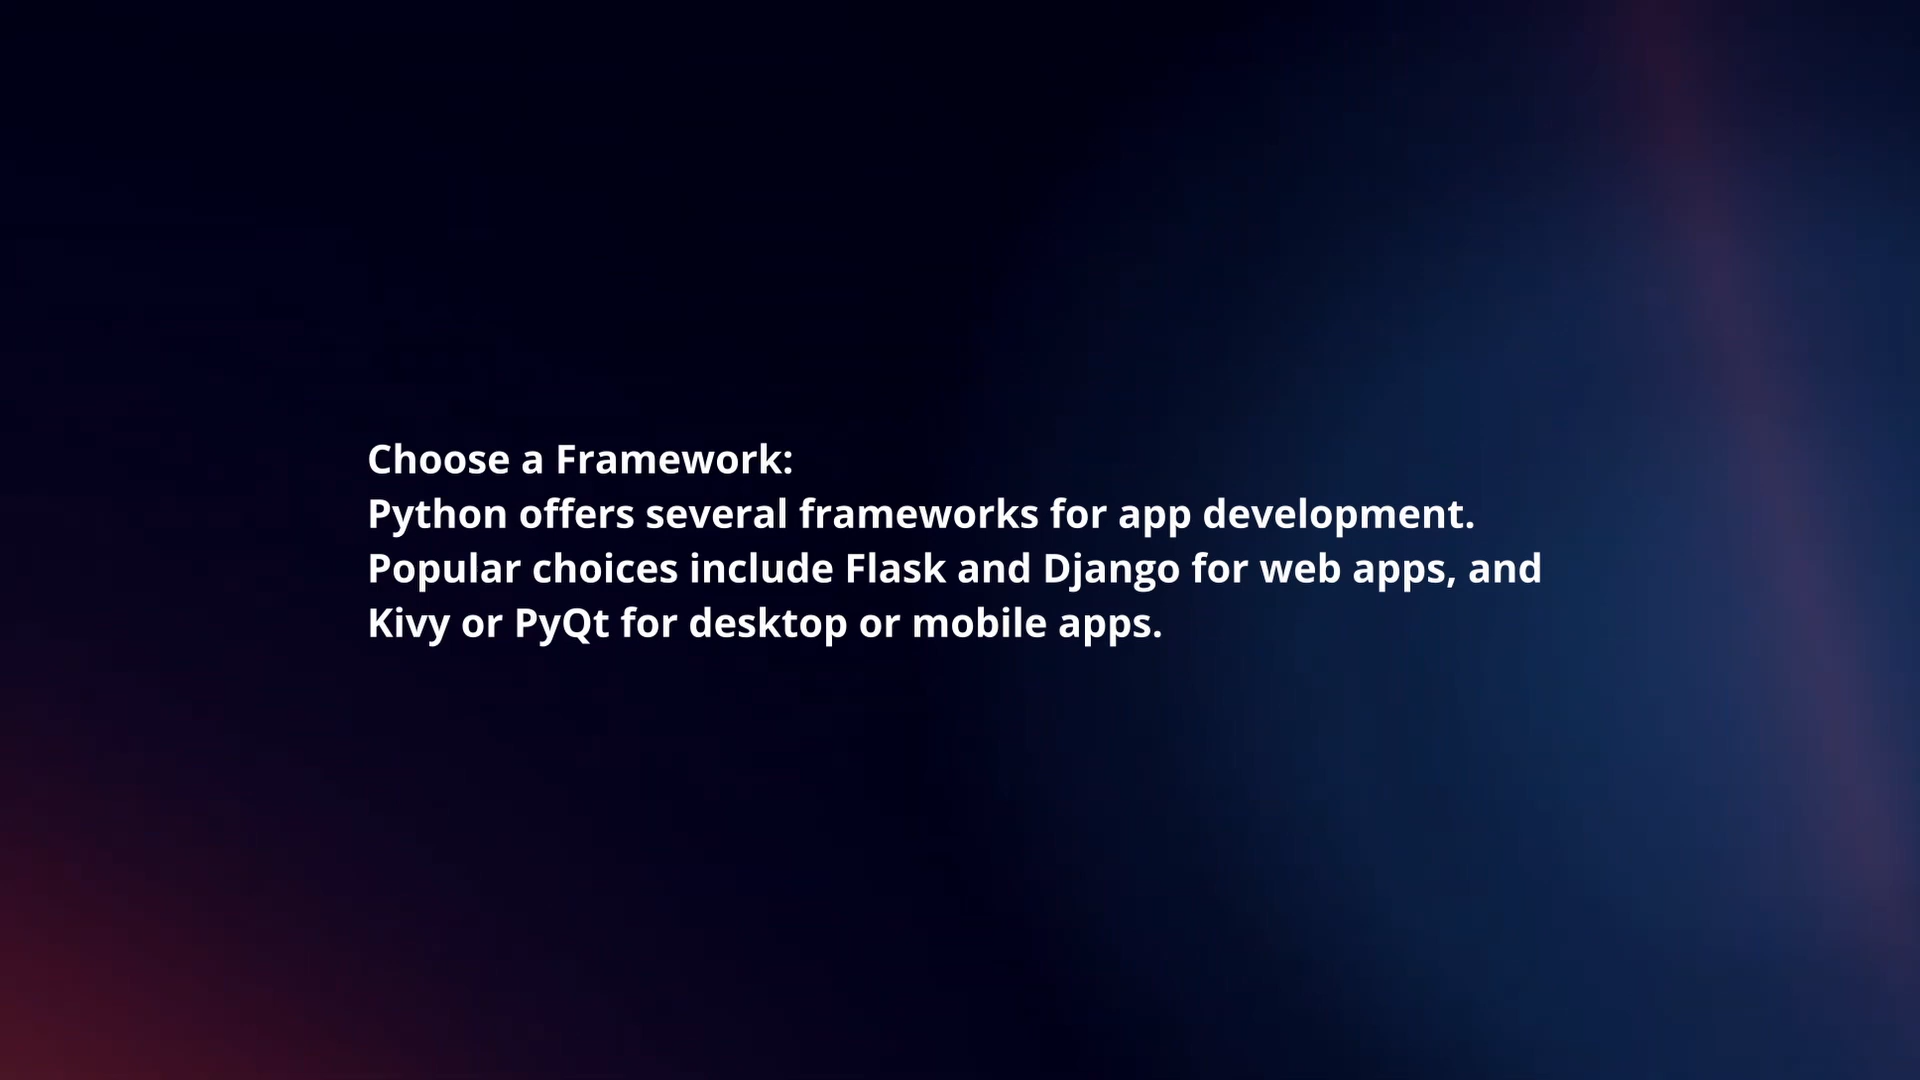 Choose a Framework:
Python offers several frameworks for app development.
Popular choices include Flask and Django for web apps, and
Kivy or PyQt for desktop or mobile apps.